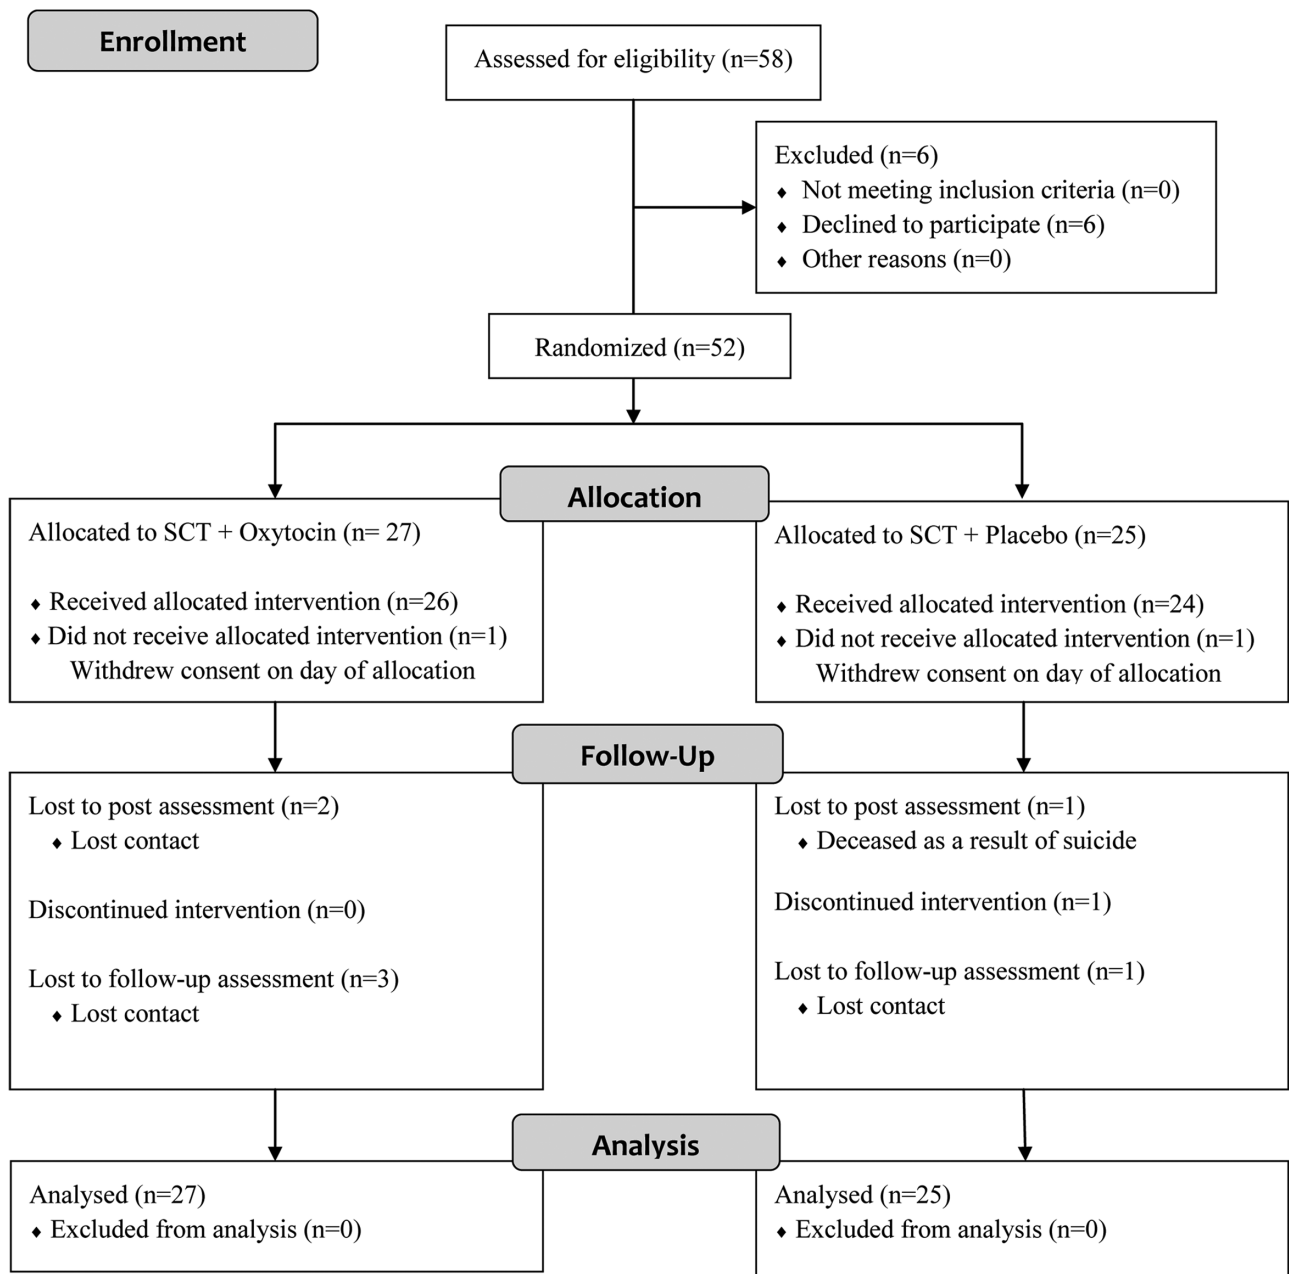 Enrollment
Assessed for eligibility (n=58)
Excluded (n=6)
♦ Not meeting inclusion criteria (n=0)
♦ Declined to participate (n=6)
♦ Other reasons (n=0)
Randomized (n=52)
Allocation
Allocated to SCT + Oxytocin (n= 27)
♦ Received allocated intervention (n=26)
♦ Did not receive allocated intervention (n=1)
Withdrew consent on day of allocation
Allocated to SCT + Placebo (n=25)
♦ Received allocated intervention (n=24)
♦ Did not receive allocated intervention (n=1)
Withdrew consent on day of allocation
Follow-Up
Lost to post assessment (n=2)
♦ Lost contact
Discontinued intervention (n=0)
Lost to follow-up assessment (n=3)
♦ Lost contact
Lost to post assessment (n=1)
♦ Deceased as a result of suicide
Discontinued intervention (n=1)
Lost to follow-up assessment (n=1)
♦ Lost contact
Analysis
Analysed (n=27)
♦ Excluded from analysis (n=0)
Analysed (n=25)
♦ Excluded from analysis (n=0)